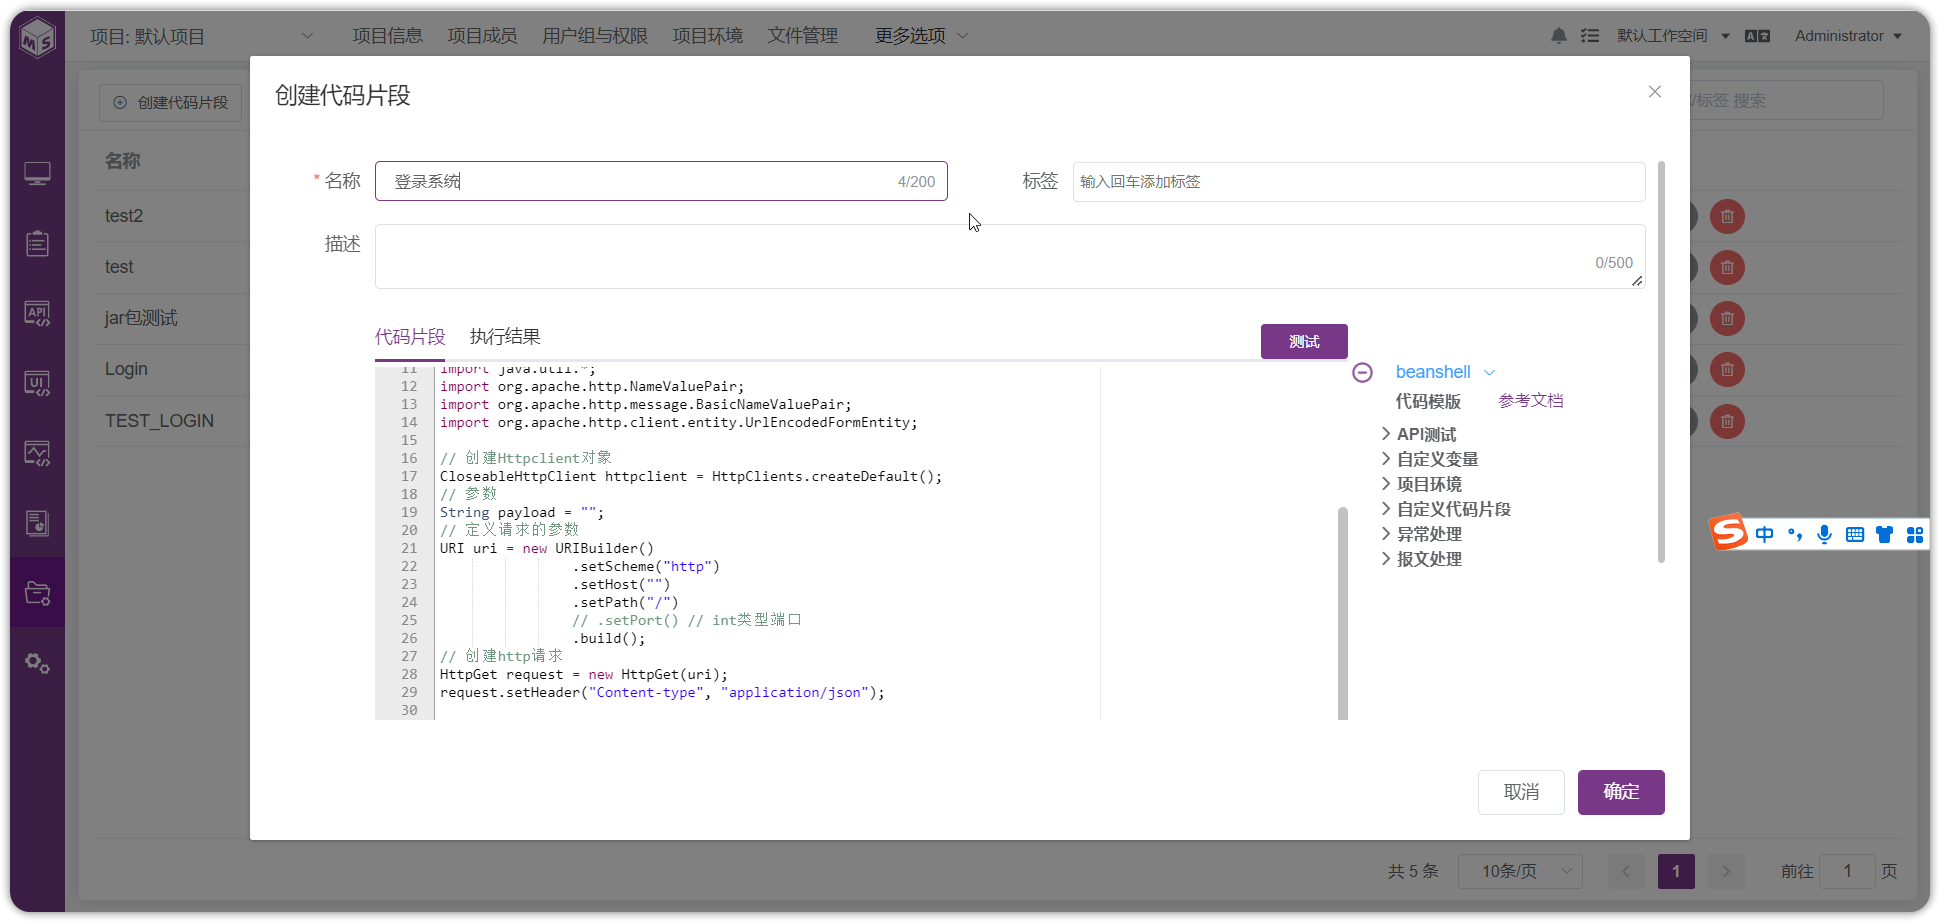 项目: 默认项目
项目信息
项目成员
用户组与权限
项目环境
文件管理
更多选项
默认工作空间
Administrator
MS
API
UI
创建代码片段
/标签 搜索
名称
test2
test
jar包测试
Login
TEST_LOGIN
创建代码片段
* 名称
登录系统
4/200
标签
输入回车添加标签
描述
0/500
代码片段
执行结果
测试
11 import java.util.*;
12 import org.apache.http.NameValuePair;
13 import org.apache.http.message.BasicNameValuePair;
14 import org.apache.http.client.entity.UrlEncodedFormEntity;
15
16 // 创建Httpclient对象
17 CloseableHttpClient httpclient = HttpClients.createDefault();
18 // 参数
19 String payload = "";
20 // 定义请求的参数
21 URI uri = new URIBuilder()
22 .setScheme("http")
23 .setHost("")
24 .setPath("/")
25 // .setPort() // int类型端口
26 .build();
27 // 创建http请求
28 HttpGet request = new HttpGet(uri);
29 request.setHeader("Content-type", "application/json");
30
beanshell
代码模版
参考文档
API测试
自定义变量
项目环境
自定义代码片段
异常处理
报文处理
S 中
取消
确定
共 5 条
10条/页
1
前往
1
页